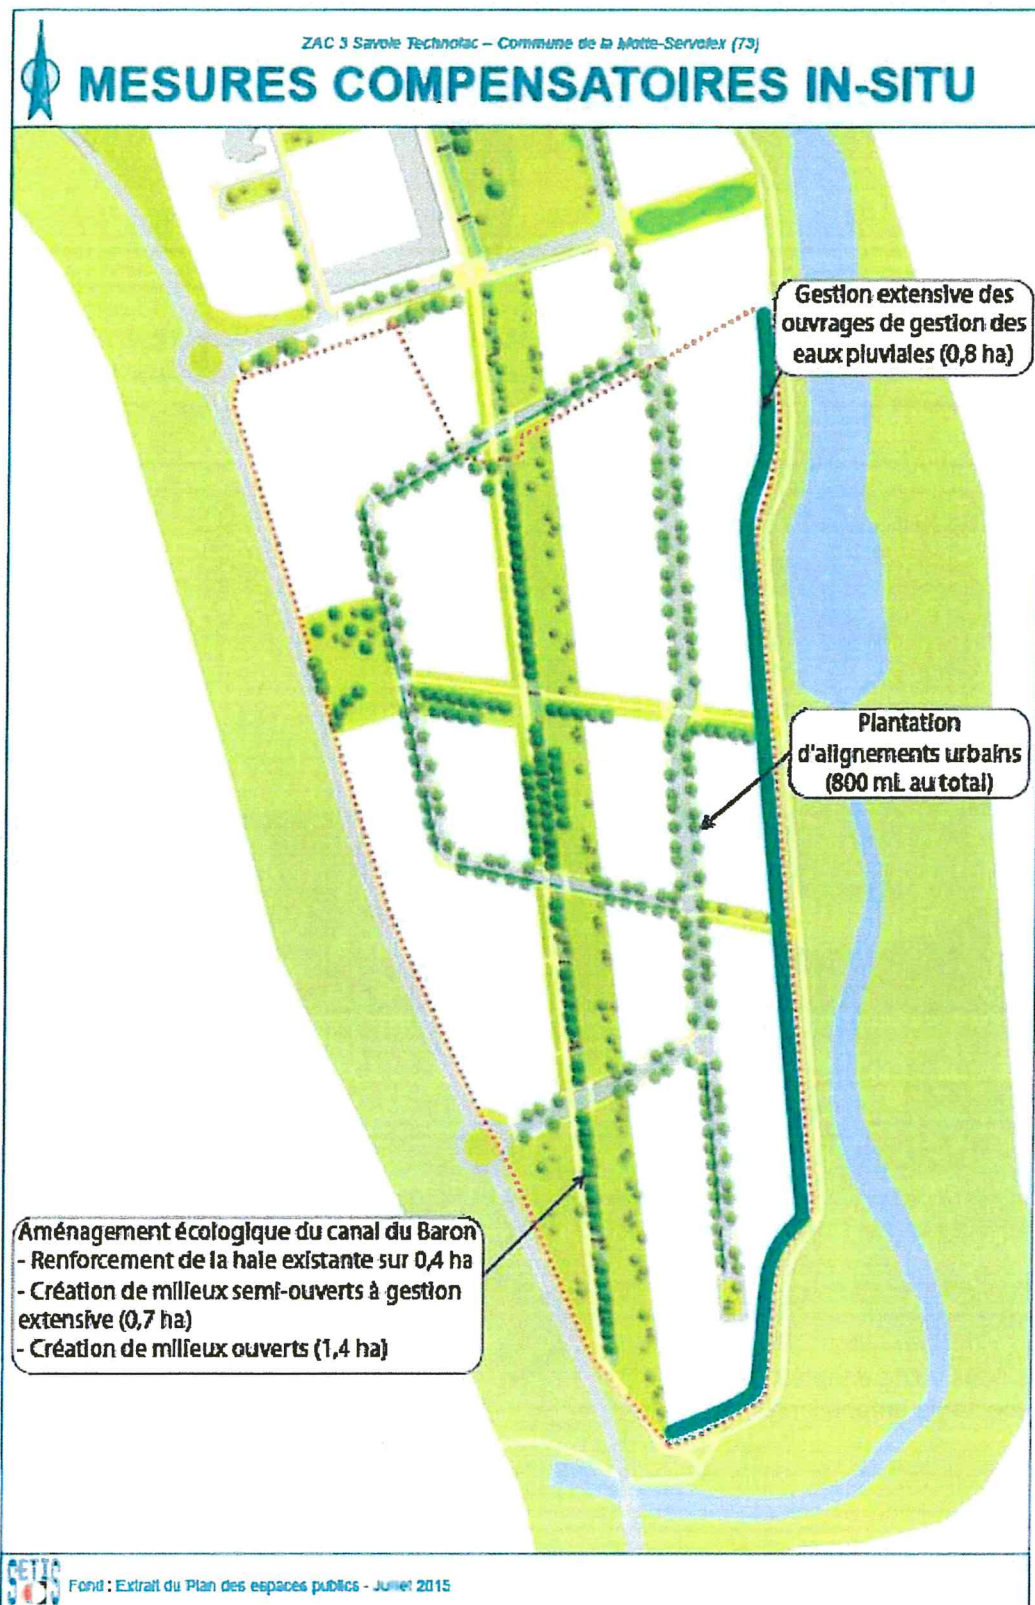 ZAC 3 Savoie Technolac – Commune de la Motte-Servolex (73)
MESURES COMPENSATOIRES IN-SITU
Gestion extensive des
ouvrages de gestion des
eaux pluviales (0,8 ha)
Plantation
d'alignements urbains
(800 mL au total)
Aménagement écologique du canal du Baron
- Renforcement de la haie existante sur 0,4 ha
- Création de milieux semi-ouverts à gestion
extensive (0,7 ha)
- Création de milieux ouverts (1,4 ha)
SETIS
Fond : Extrait du Plan des espaces publics - Juillet 2015